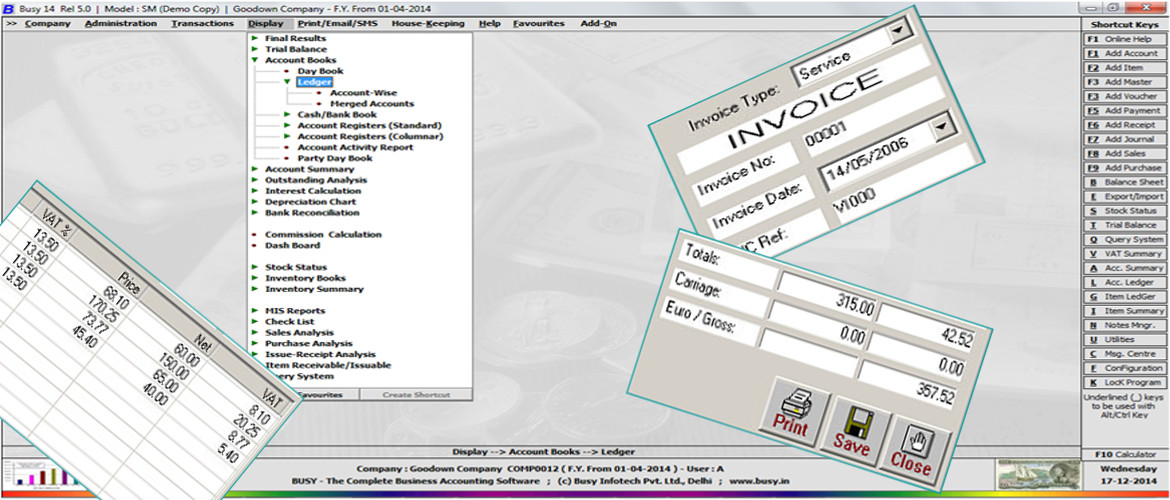 Busy 14 Rel 5.0 | Model : SM (Demo Copy) | Goodown Company - F.Y. From 01-04-2014
>> Company Administration Transactions Display Print/Email/SMS House-Keeping Help Favourites Add-On
Final Results
Trial Balance
Account Books
Day Book
Ledger
Account-Wise
Merged Accounts
Cash/Bank Book
Account Registers (Standard)
Account Registers (Columnar)
Account Activity Report
Party Day Book
Account Summary
Outstanding Analysis
Interest Calculation
Depreciation Chart
Bank Reconciliation
Commission Calculation
Dash Board
Stock Status
Inventory Books
Inventory Summary
MIS Reports
Check List
Sales Analysis
Purchase Analysis
Issue-Receipt Analysis
Item Receivable/Issuable
System
Create Shortcut
VAT % Price Net VAT
13.50 68.10 60.00 8.10
13.50 170.25 150.00 20.25
13.50 73.77 65.00 8.77
13.50 45.40 40.00 5.40
Invoice Type: Service
INVOICE
Invoice No: 00001
Invoice Date: 14/05/2006
Ref: V1000
Totals: 315.00 42.52
Carriage: 0.00 0.00
Euro / Gross: 357.52
Print Save Close
Shortcut Keys
F1 Online Help
F1 Add Account
F2 Add Item
F3 Add Master
F3 Add Voucher
F5 Add Payment
F6 Add Receipt
F7 Add Journal
F8 Add Sales
F9 Add Purchase
B Balance Sheet
E Export/Import
S Stock Status
T Trial Balance
Q Query System
V VAT Summary
A Acc. Summary
L Acc. Ledger
G Item LedGer
I Item Summary
N Notes Mngr.
U Utilities
C Msg. Centre
F ConFiguration
K LocK Program
Underlined (_) keys
to be used with
Alt/Ctrl Key
F10 Calculator
Display --> Account Books --> Ledger
Company : Goodown Company COMP0012 ( F.Y. From 01-04-2014 ) - User : A
BUSY - The Complete Business Accounting Software ; (c) Busy Infotech Pvt. Ltd., Delhi ; www.busy.in
Wednesday
17-12-2014